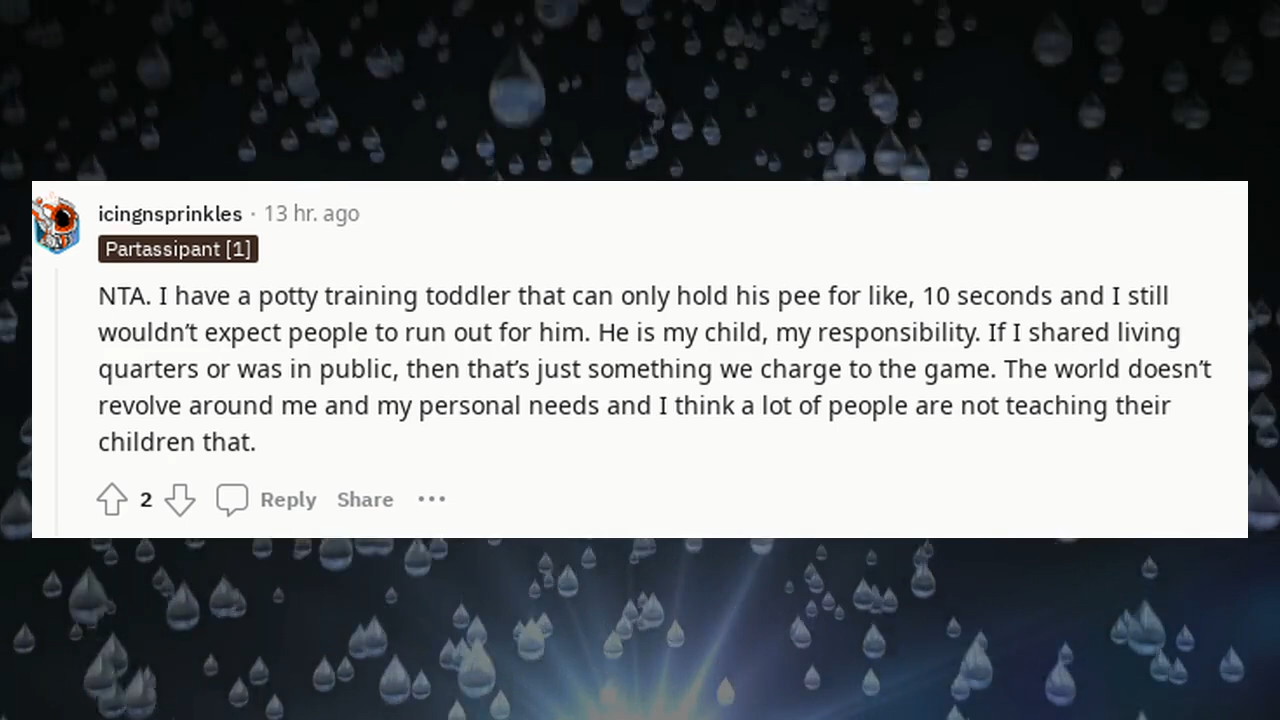 icingnsprinkles · 13 hr. ago
Partassipant [1]
NTA. I have a potty training toddler that can only hold his pee for like, 10 seconds and I still
wouldn’t expect people to run out for him. He is my child, my responsibility. If I shared living
quarters or was in public, then that’s just something we charge to the game. The world doesn’t
revolve around me and my personal needs and I think a lot of people are not teaching their
children that.
2 Reply Share ...